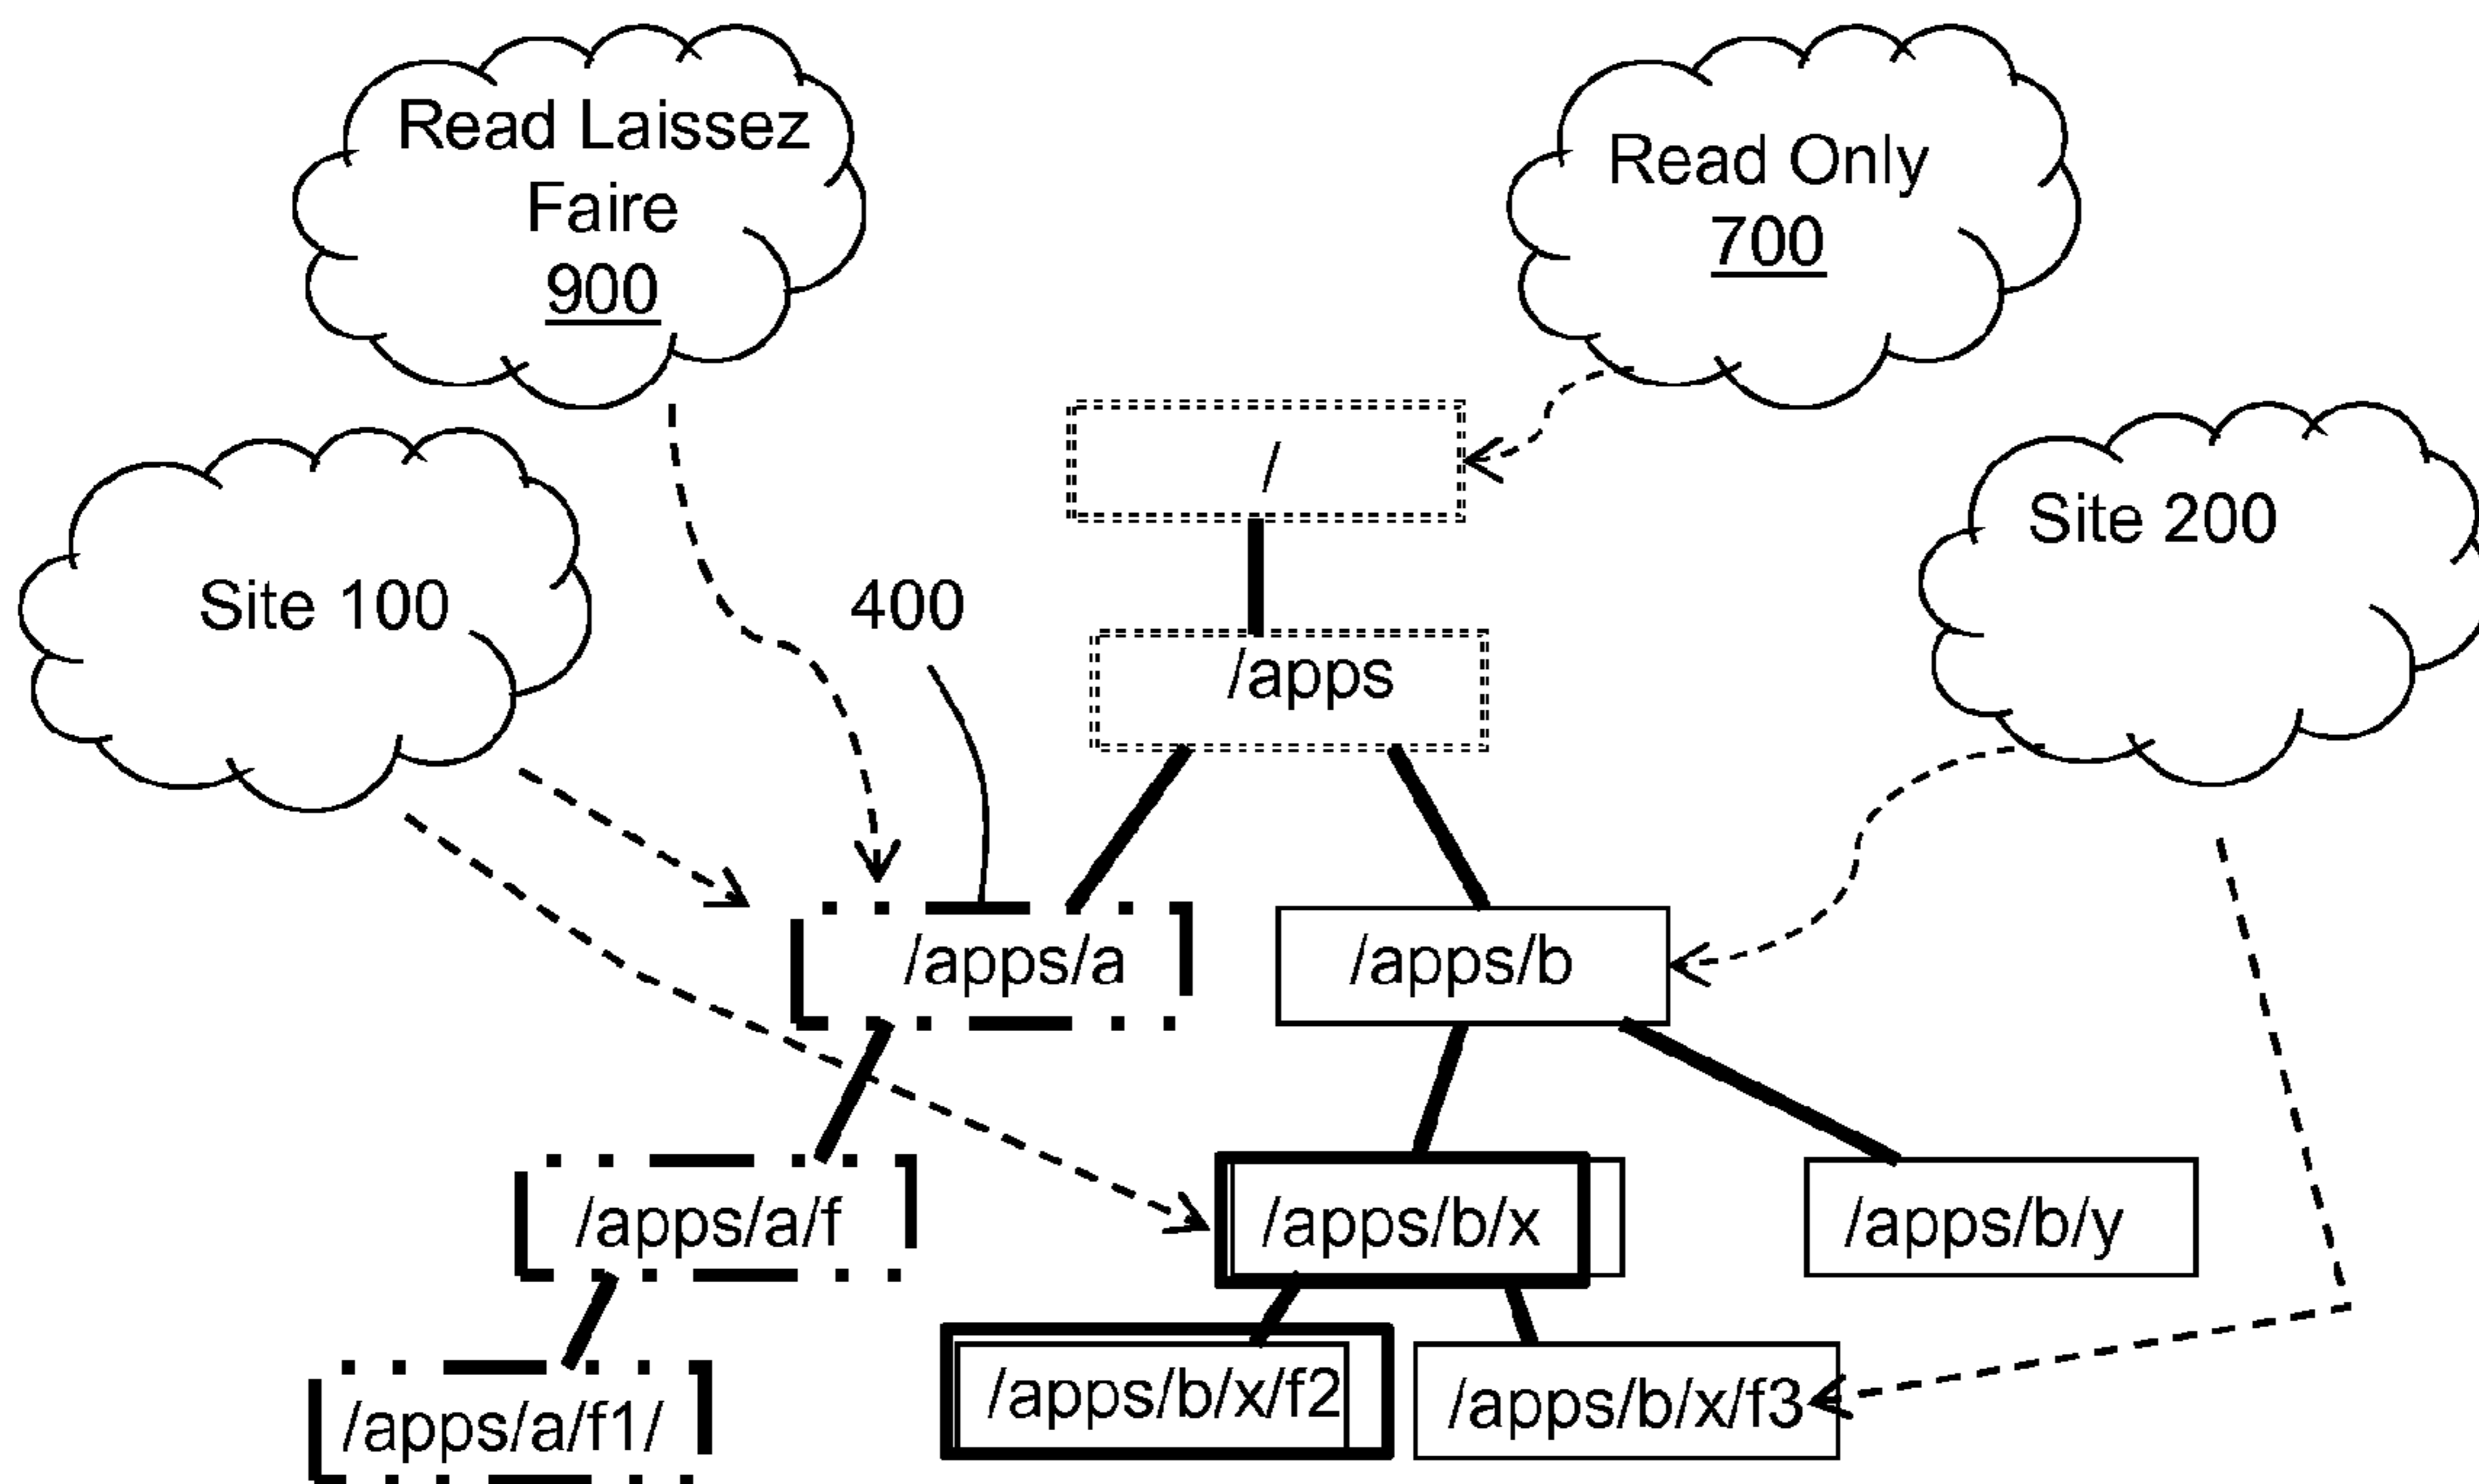 Read Laissez
Faire
900
Read Only
700
/
Site 100
400
Site 200
/apps
/apps/a
/apps/b
/apps/a/f
/apps/b/x
/apps/b/y
/apps/a/f1/
/apps/b/x/f2
/apps/b/x/f3